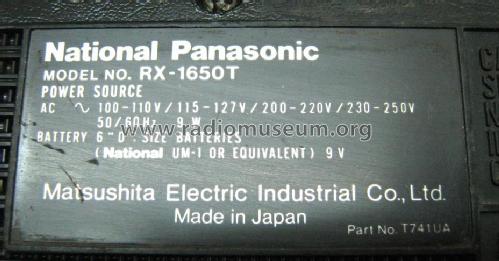 National Panasonic
MODEL NO. RX-1650T
POWER SOURCE
AC ∿ 100-110V/115-127V/200-220V/230-250V
50/60Hz 9 W
www.radiomuseum.org
BATTERY 6"D" SIZE BATTERIES
(National UM-1 OR EQUIVALENT) 9 V
Matsushita Electric Industrial Co., Ltd.
Made in Japan
Part No. T741UA